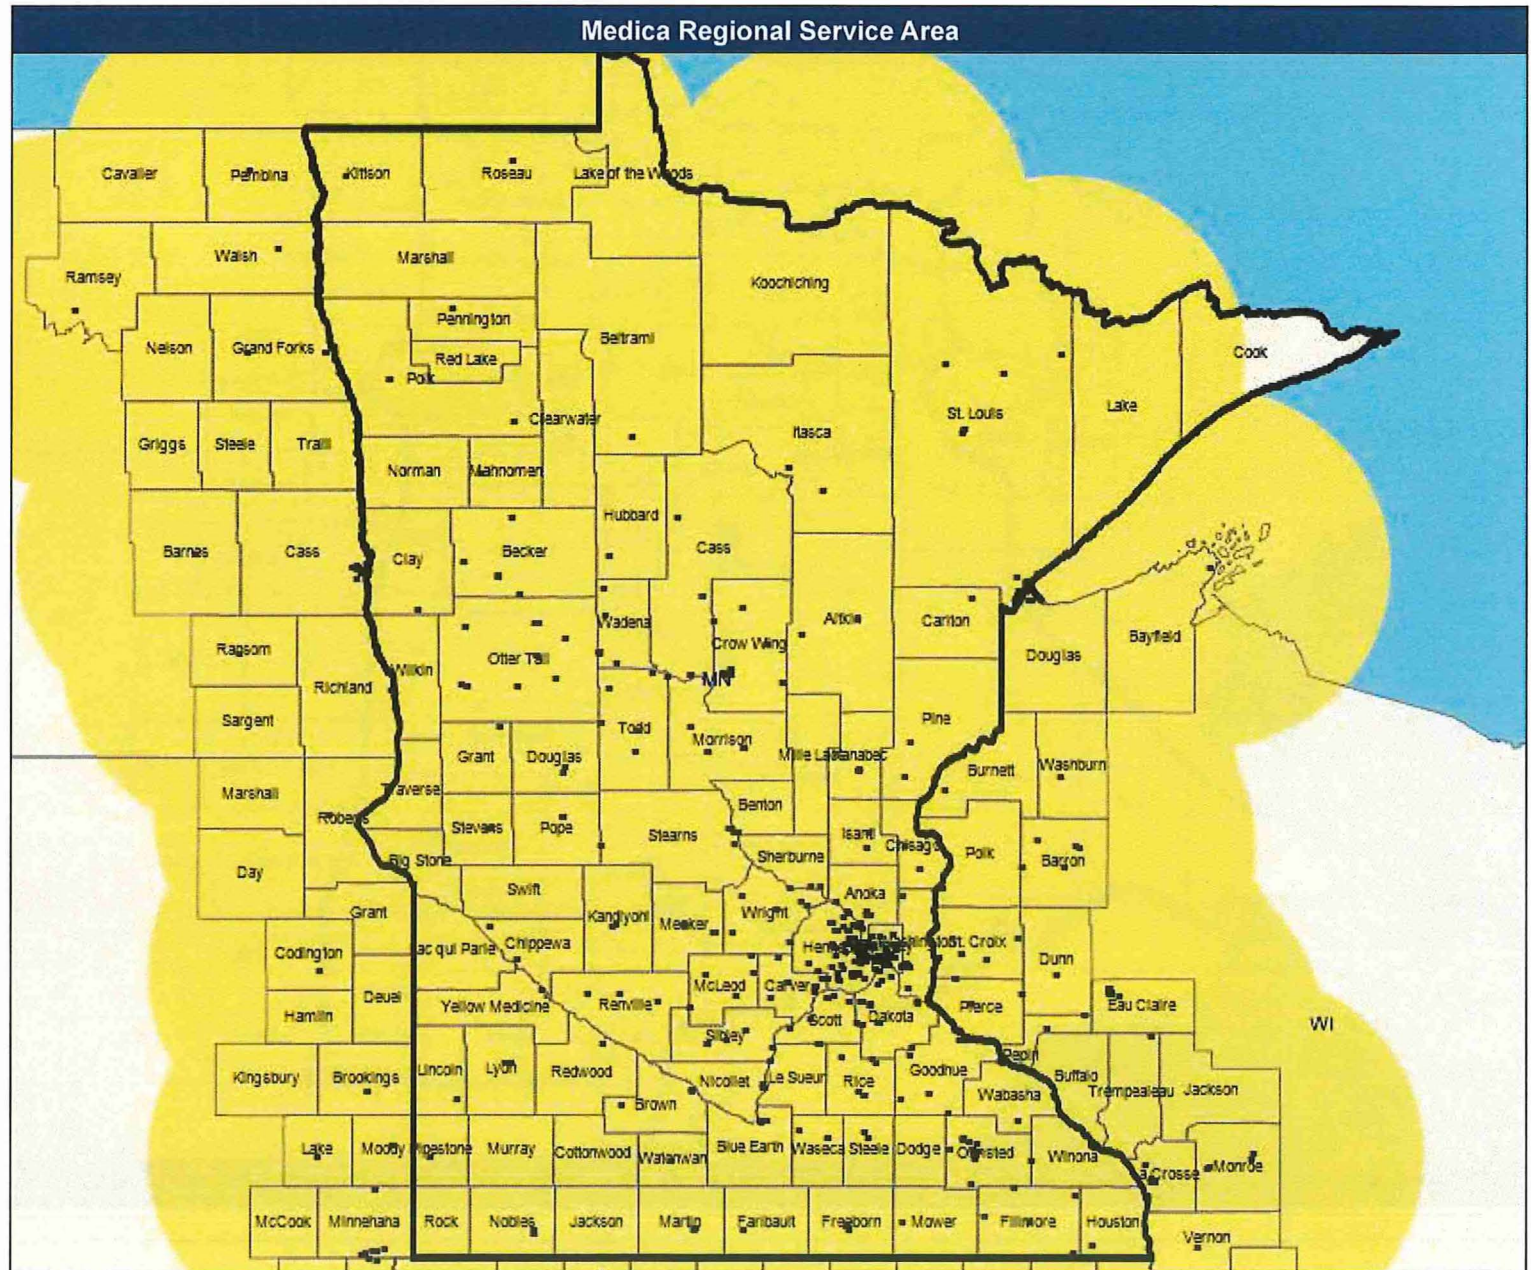 Medica Regional Service Area
Cavalier
Pembina
Kittson
Roseau
Lake of the Woods
Walsh
Marshall
Ramsey
Koochiching
Pennington
Nelson
Grand Forks
Red Lake
Beltrami
Cook
Polk
Clearwater
St. Louis
Lake
Griggs
Steele
Traill
Itasca
Norman
Mahnomen
Hubbard
Barnes
Cass
Clay
Becker
Cass
Wadena
Aitkin
Carlton
Crow Wing
Ransom
Otter Tail
Wilkin
Douglas
Bayfield
Richland
MN
Sargent
Todd
Morrison
Pine
Grant
Douglas
Mille Lacs
Kanabec
Burnett
Washburn
Marshall
Traverse
Benton
Roberts
Stevens
Pope
Stearns
Isanti
Chisago
Polk
Barron
Big Stone
Sherburne
Day
Swift
Anoka
Grant
Kandiyohi
Meeker
Wright
Codington
Lac qui Parle
Chippewa
Washington
St. Croix
Dunn
Deuel
McLeod
Carver
Yellow Medicine
Renville
Pierce
Eau Claire
Hamlin
Scott
Dakota
WI
Sibley
Pepin
Kingsbury
Brookings
Lincoln
Lyon
Redwood
Nicollet
Le Sueur
Rice
Goodhue
Buffalo
Trempealeau
Jackson
Wabasha
Brown
Lake
Moody
Pipestone
Murray
Cottonwood
Watonwan
Blue Earth
Waseca
Steele
Dodge
Olmsted
Winona
La Crosse
Monroe
McCook
Minnehaha
Rock
Nobles
Jackson
Martin
Faribault
Freeborn
Mower
Fillmore
Houston
Vernon